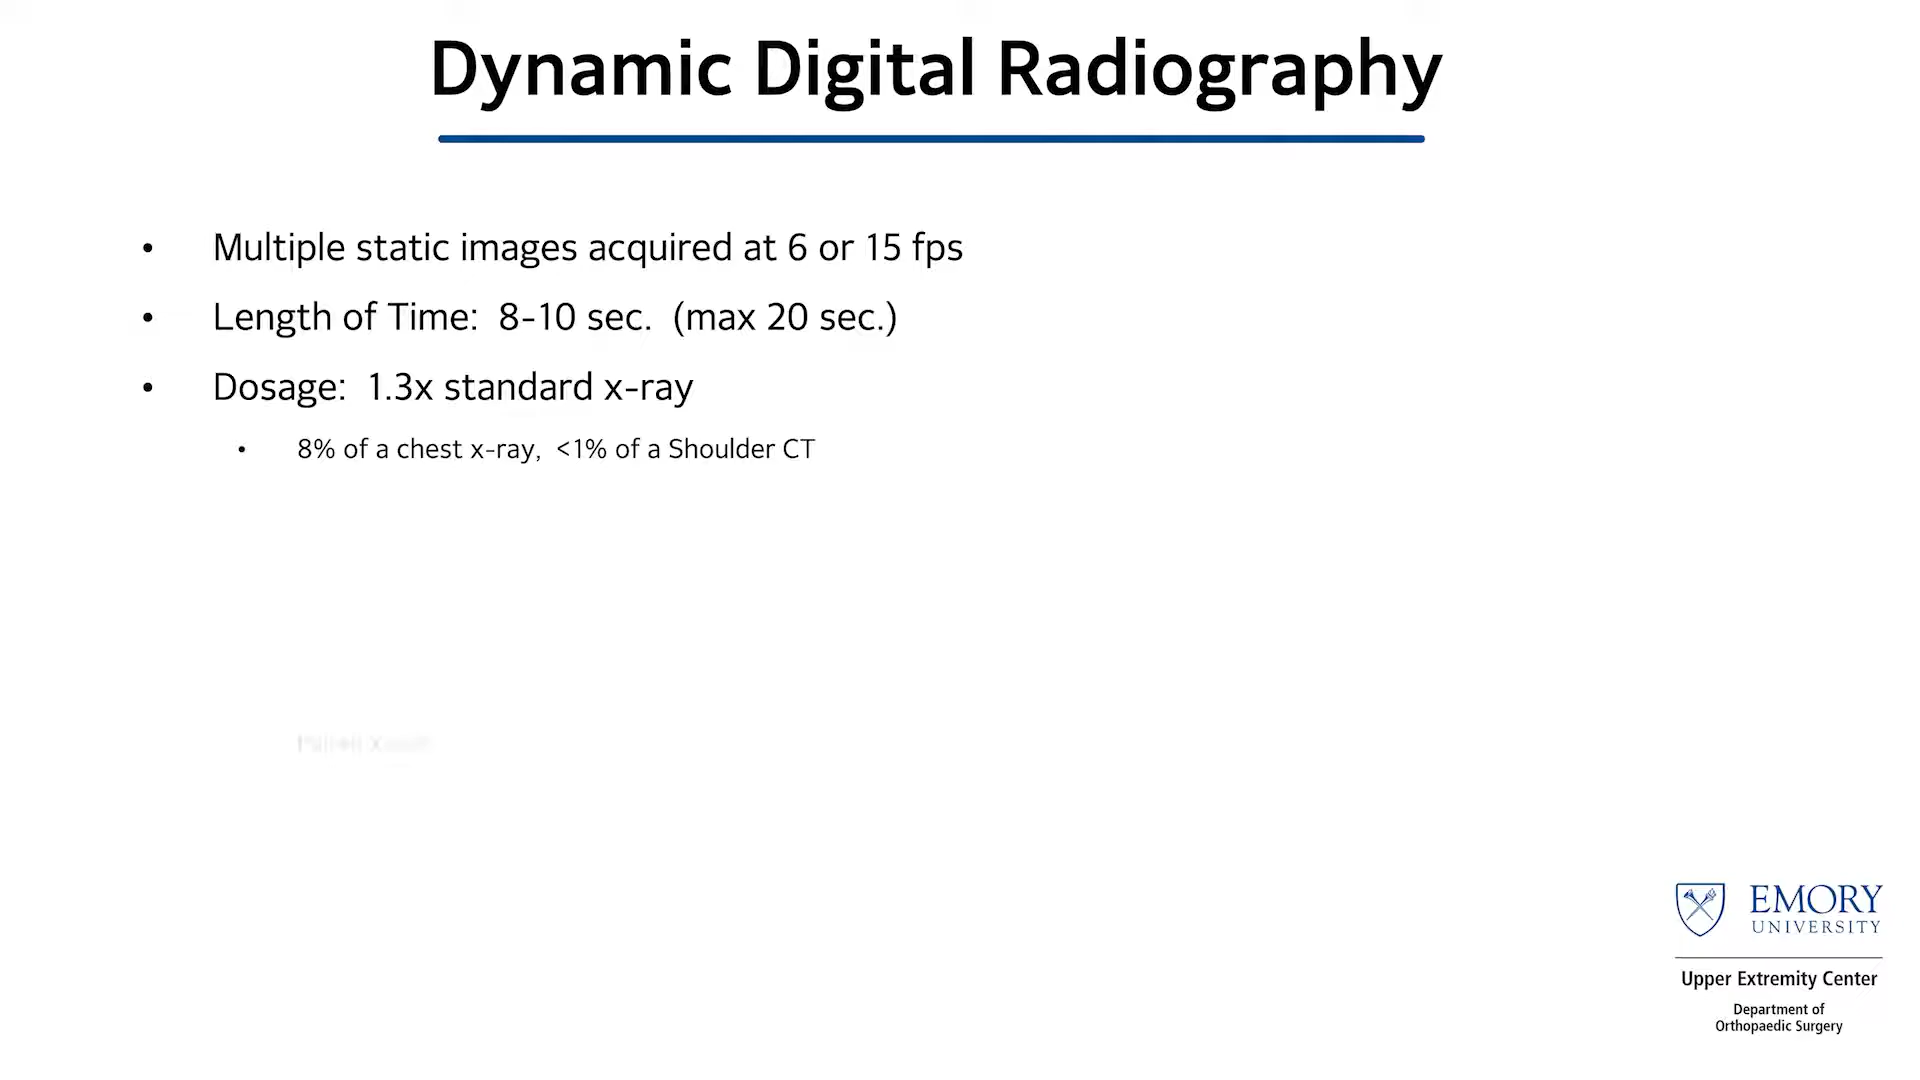 Dynamic Digital Radiography
• Multiple static images acquired at 6 or 15 fps
• Length of Time: 8-10 sec. (max 20 sec.)
• Dosage: 1.3x standard x-ray
• 8% of a chest x-ray, <1% of a Shoulder CT
EMORY
UNIVERSITY
Upper Extremity Center
Department of
Orthopaedic Surgery